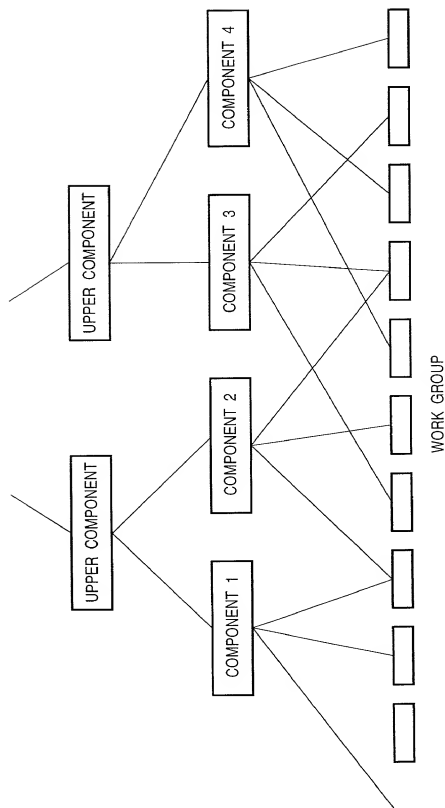 UPPER COMPONENT
UPPER COMPONENT
COMPONENT 1
COMPONENT 2
COMPONENT 3
COMPONENT 4
WORK GROUP